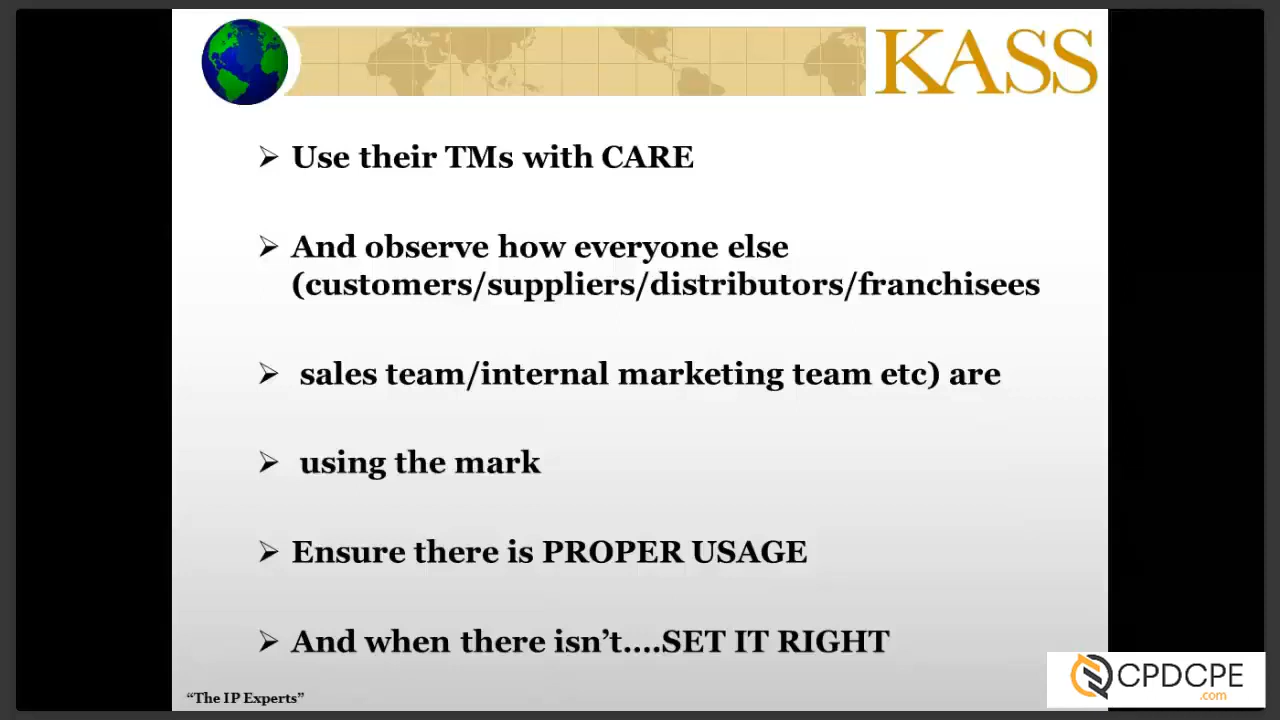 KASS
➢ Use their TMs with CARE
➢ And observe how everyone else
(customers/suppliers/distributors/franchisees
➢ sales team/internal marketing team etc) are
➢ using the mark
➢ Ensure there is PROPER USAGE
➢ And when there isn’t....SET IT RIGHT
“The IP Experts”
CPDCPE
.com